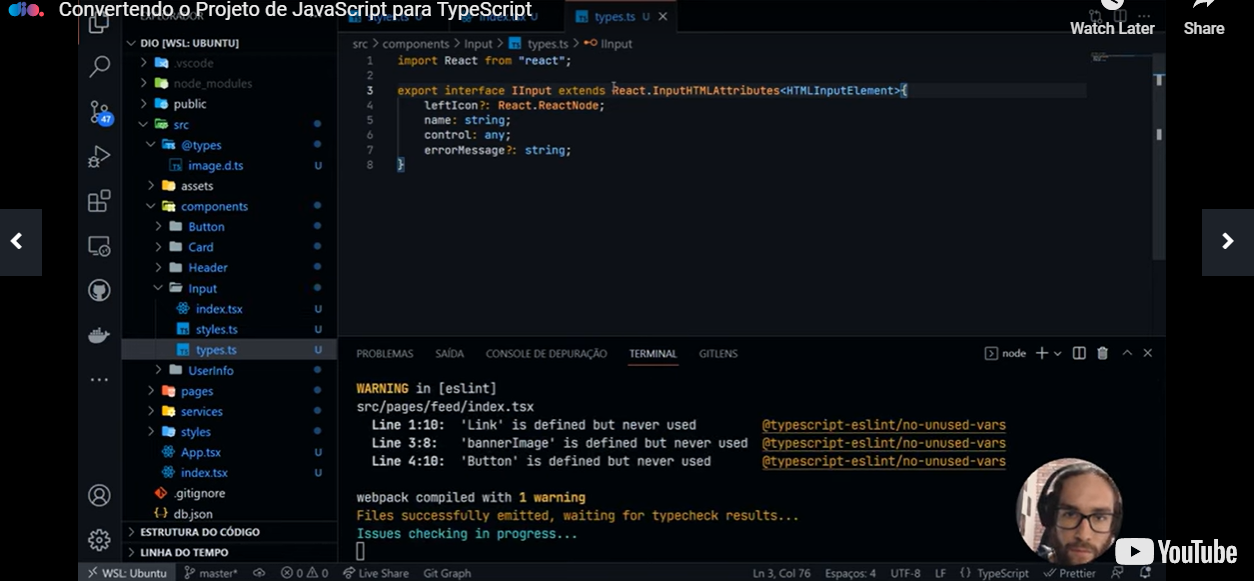 dio. Convertendo o Projeto de JavaScript para TypeScript
Watch Later
Share
types.ts U
DIO [WSL: UBUNTU]
.vscode
node_modules
public
src
@types
image.d.ts U
assets
components
Button
Card
Header
Input
index.tsx U
styles.ts U
types.ts U
UserInfo
pages
services
styles
App.tsx U
index.tsx U
.gitignore
db.json
ESTRUTURA DO CÓDIGO
LINHA DO TEMPO
47
src > components > Input > types.ts > IInput
1 import React from "react";
2
3 export interface IInput extends React.InputHTMLAttributes<HTMLInputElement>{
4 leftIcon?: React.ReactNode;
5 name: string;
6 control: any;
7 errorMessage?: string;
8 }
PROBLEMAS SAÍDA CONSOLE DE DEPURAÇÃO TERMINAL GITLENS
node
WARNING in [eslint]
src/pages/feed/index.tsx
Line 1:10: 'Link' is defined but never used @typescript-eslint/no-unused-vars
Line 3:8: 'bannerImage' is defined but never used @typescript-eslint/no-unused-vars
Line 4:10: 'Button' is defined but never used @typescript-eslint/no-unused-vars
webpack compiled with 1 warning
Files successfully emitted, waiting for typecheck results...
Issues checking in progress...
YouTube
WSL: Ubuntu master* 0 0 Live Share Git Graph Ln 3, Col 76 Espaços: 4 UTF-8 LF {} TypeScript Prettier